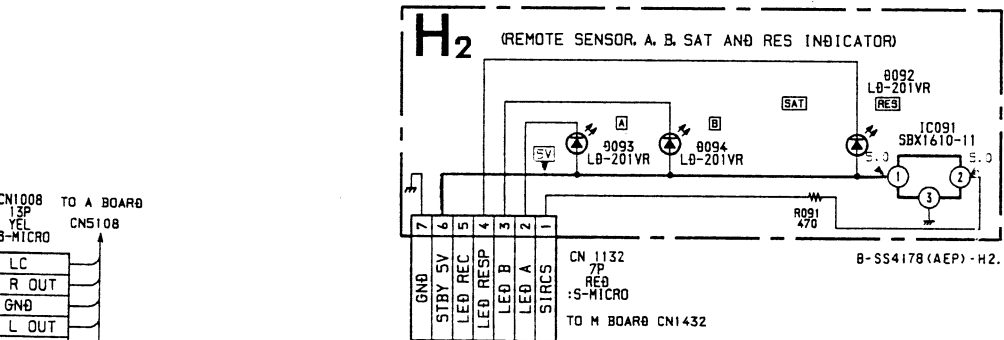 H2 (REMOTE SENSOR, A, B, SAT AND RES INDICATOR)
D092
LD-201VR
SAT RES
A B
IC091
SBX1610-11
D093
LD-201VR
D094
LD-201VR
5V
5.0 5.0
1 2
3
R091
470
7 6 5 4 3 2 1
GND
STBY 5V
LED REC
LED RESP
LED B
LED A
SIRCS
CN 1132
7P
RED
:S-MICRO
TO M BOARD CN1432
B-SS4178(AEP)-H2.
CN1008
13P
YEL
S-MICRO
TO A BOARD
CN5108
LC
R OUT
GND
L OUT